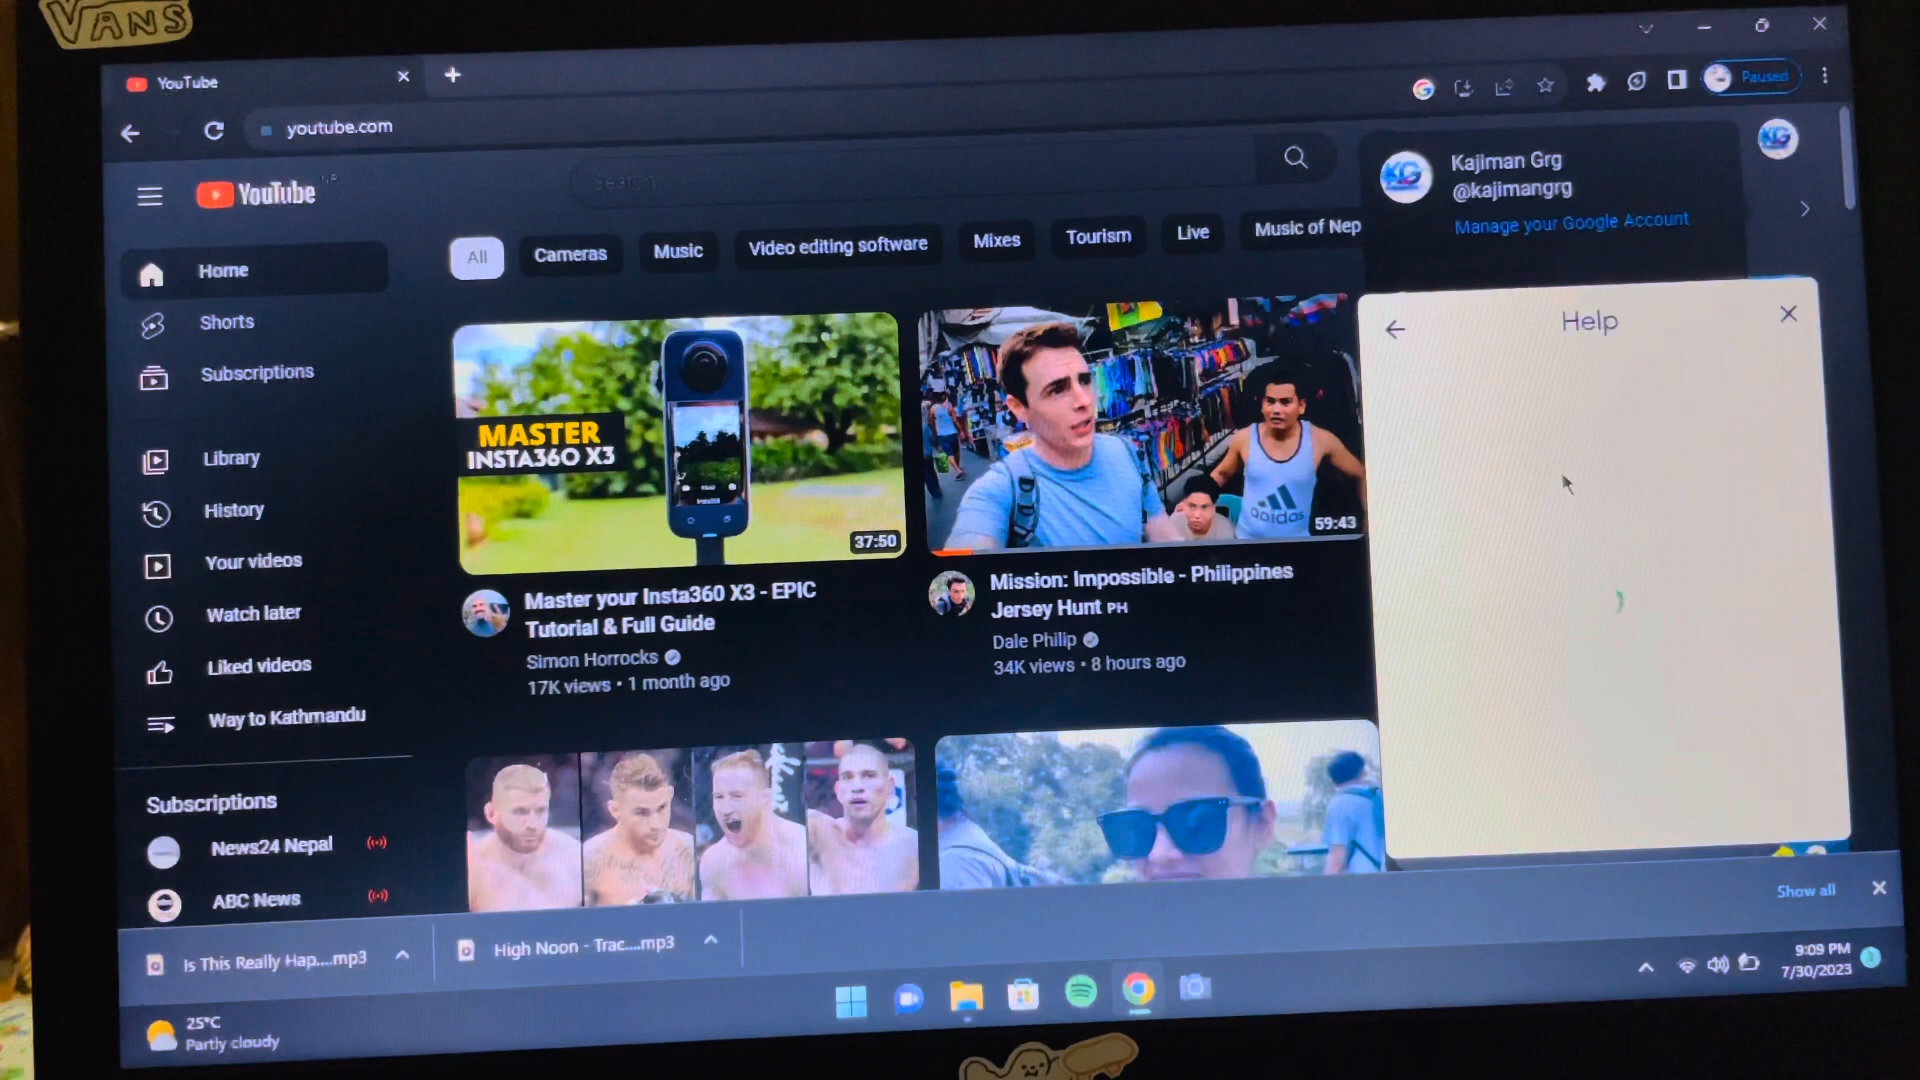 VANS
YouTube
Paused
youtube.com
YouTube NP
Search
Kajiman Grg
@kajimangrg
Manage your Google Account
All
Cameras
Music
Video editing software
Mixes
Tourism
Live
Music of Nep
Home
Shorts
Subscriptions
Library
History
Your videos
Watch later
Liked videos
Way to Kathmandu
Subscriptions
News24 Nepal
ABC News
MASTER
INSTA360 X3
37:50
Master your Insta360 X3 - EPIC
Tutorial & Full Guide
Simon Horrocks
17K views • 1 month ago
adidas
59:43
Mission: Impossible - Philippines
Jersey Hunt PH
Dale Philip
34K views • 8 hours ago
Help
KG
KG
Show all
Is This Really Hap....mp3
High Noon - Trac....mp3
25°C
Partly cloudy
9:09 PM
7/30/2023